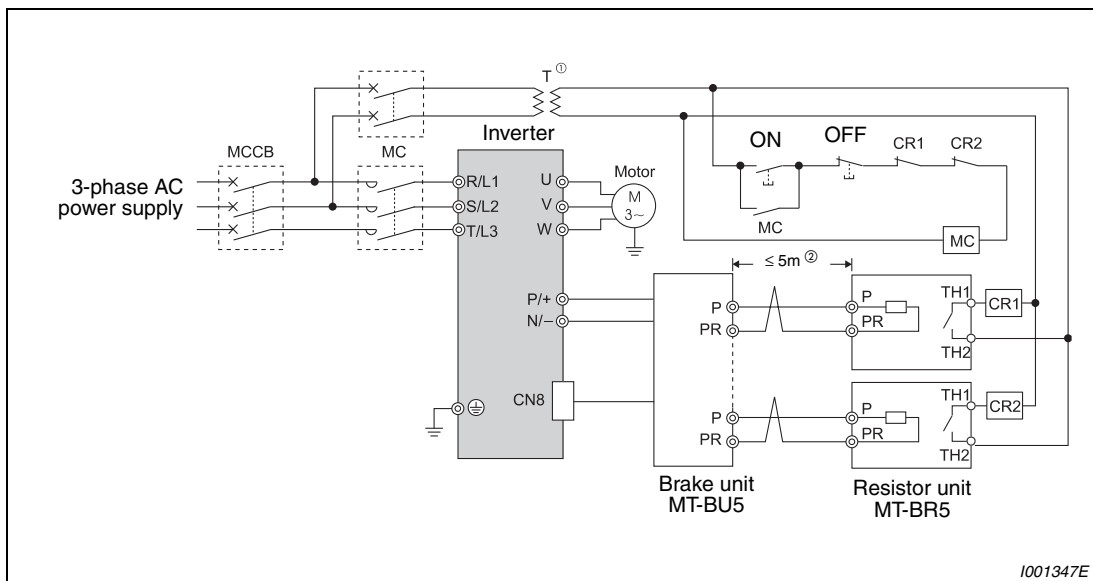 T ①
Inverter
ON
OFF
CR1
CR2
MCCB
MC
3-phase AC
power supply
R/L1
S/L2
T/L3
U
V
W
Motor
M
3~
MC
MC
≤ 5m ②
P/+
N/−
P
PR
P
PR
TH1
TH2
CR1
CN8
P
PR
P
PR
TH1
TH2
CR2
Brake unit
MT-BU5
Resistor unit
MT-BR5
I001347E